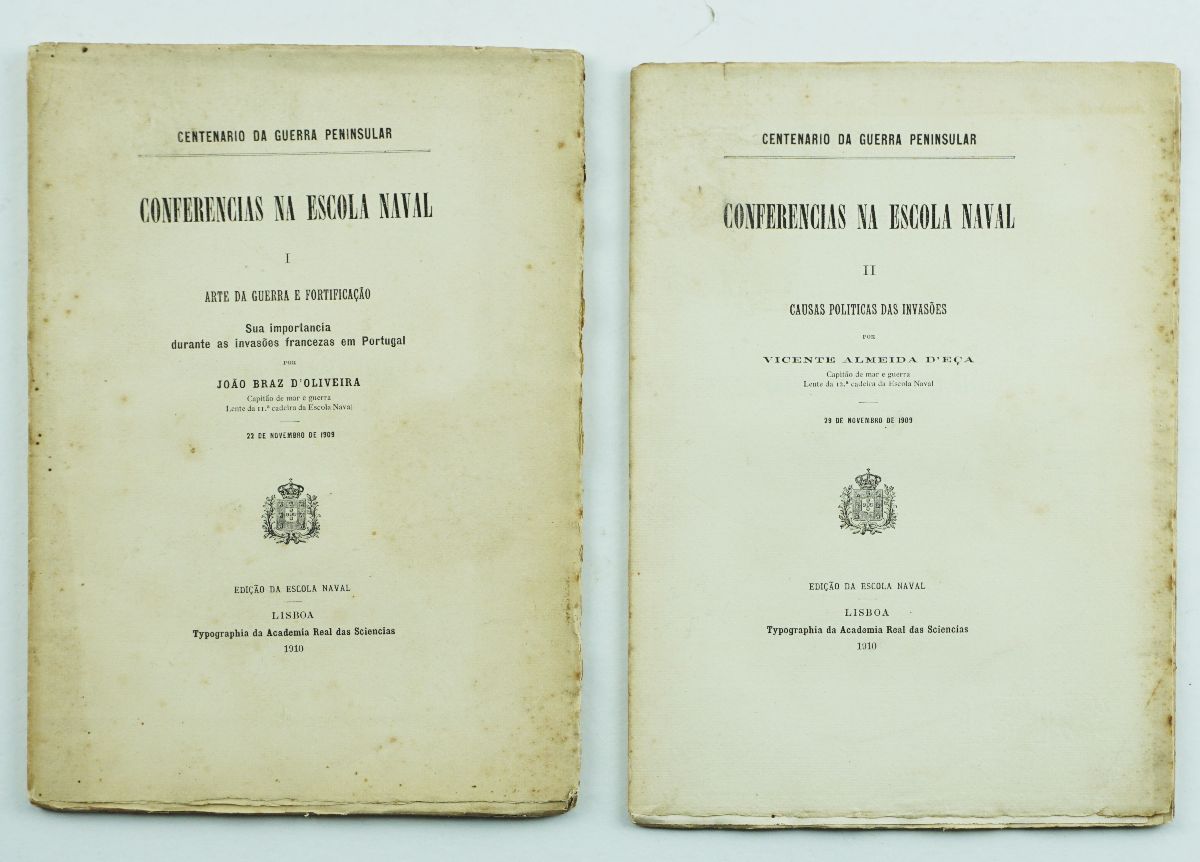 CENTENARIO DA GUERRA PENINSULAR
CONFERENCIAS NA ESCOLA NAVAL
I
ARTE DA GUERRA E FORTIFICAÇÃO
Sua importancia
durante as invasões francezas em Portugal
POR
JOÃO BRAZ D'OLIVEIRA
Capitão de mar e guerra
Lente da 11.ª cadeira da Escola Naval
22 DE NOVEMBRO DE 1909
EDIÇÃO DA ESCOLA NAVAL
LISBOA
Typographia da Academia Real das Sciencias
1910
CENTENARIO DA GUERRA PENINSULAR
CONFERENCIAS NA ESCOLA NAVAL
II
CAUSAS POLITICAS DAS INVASÕES
POR
VICENTE ALMEIDA D'EÇA
Capitão de mar e guerra
Lente da 12.ª cadeira da Escola Naval
29 DE NOVEMBRO DE 1909
EDIÇÃO DA ESCOLA NAVAL
LISBOA
Typographia da Academia Real das Sciencias
1910